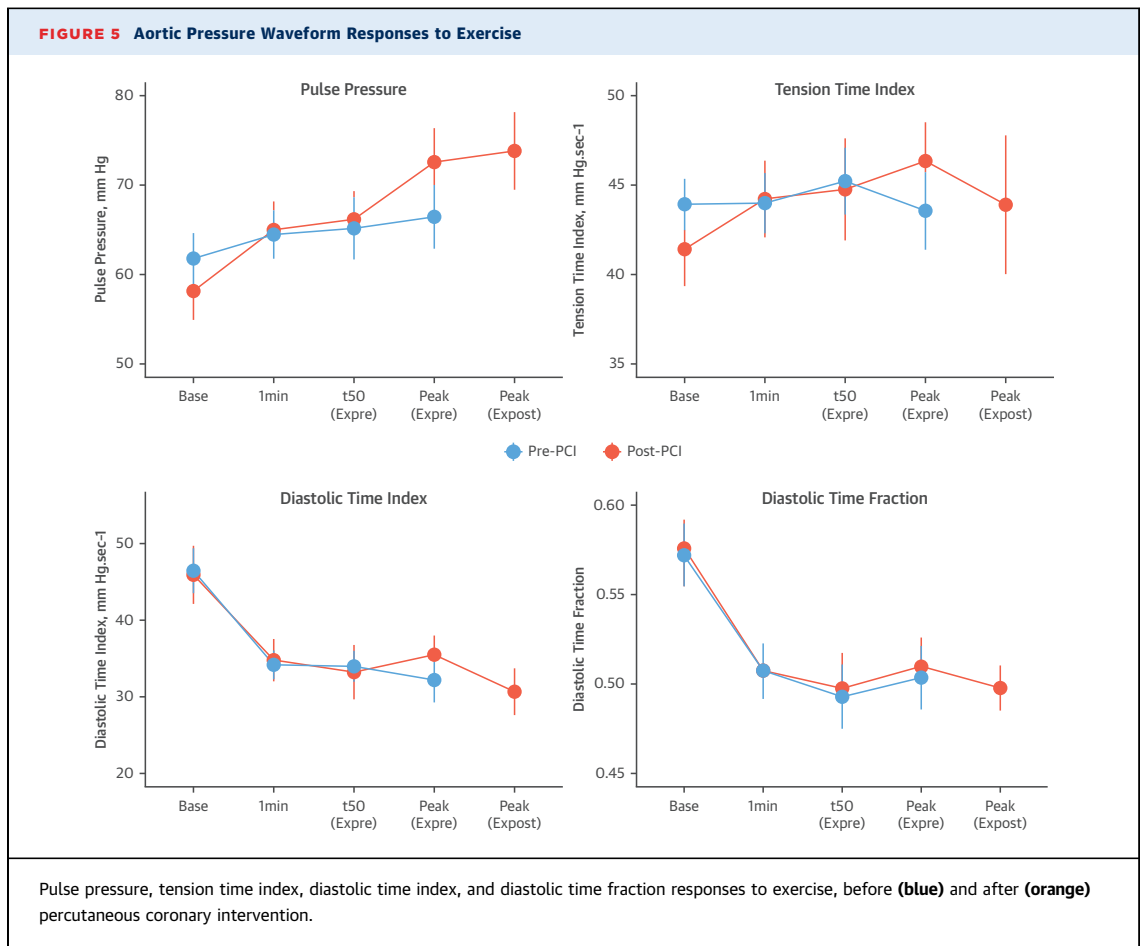 FIGURE 5 Aortic Pressure Waveform Responses to Exercise
Pulse Pressure
Pulse Pressure, mm Hg
80
70
60
50
Base
1min
t50
(Expre)
Peak
(Expre)
Peak
(Expost)
Tension Time Index
Tension Time Index, mm Hg.sec-1
50
45
40
35
Base
1min
t50
(Expre)
Peak
(Expre)
Peak
(Expost)
Pre-PCI
Post-PCI
Diastolic Time Index
Diastolic Time Index, mm Hg.sec-1
50
40
30
20
Base
1min
t50
(Expre)
Peak
(Expre)
Peak
(Expost)
Diastolic Time Fraction
Diastolic Time Fraction
0.60
0.55
0.50
0.45
Base
1min
t50
(Expre)
Peak
(Expre)
Peak
(Expost)
Pulse pressure, tension time index, diastolic time index, and diastolic time fraction responses to exercise, before (blue) and after (orange)
percutaneous coronary intervention.